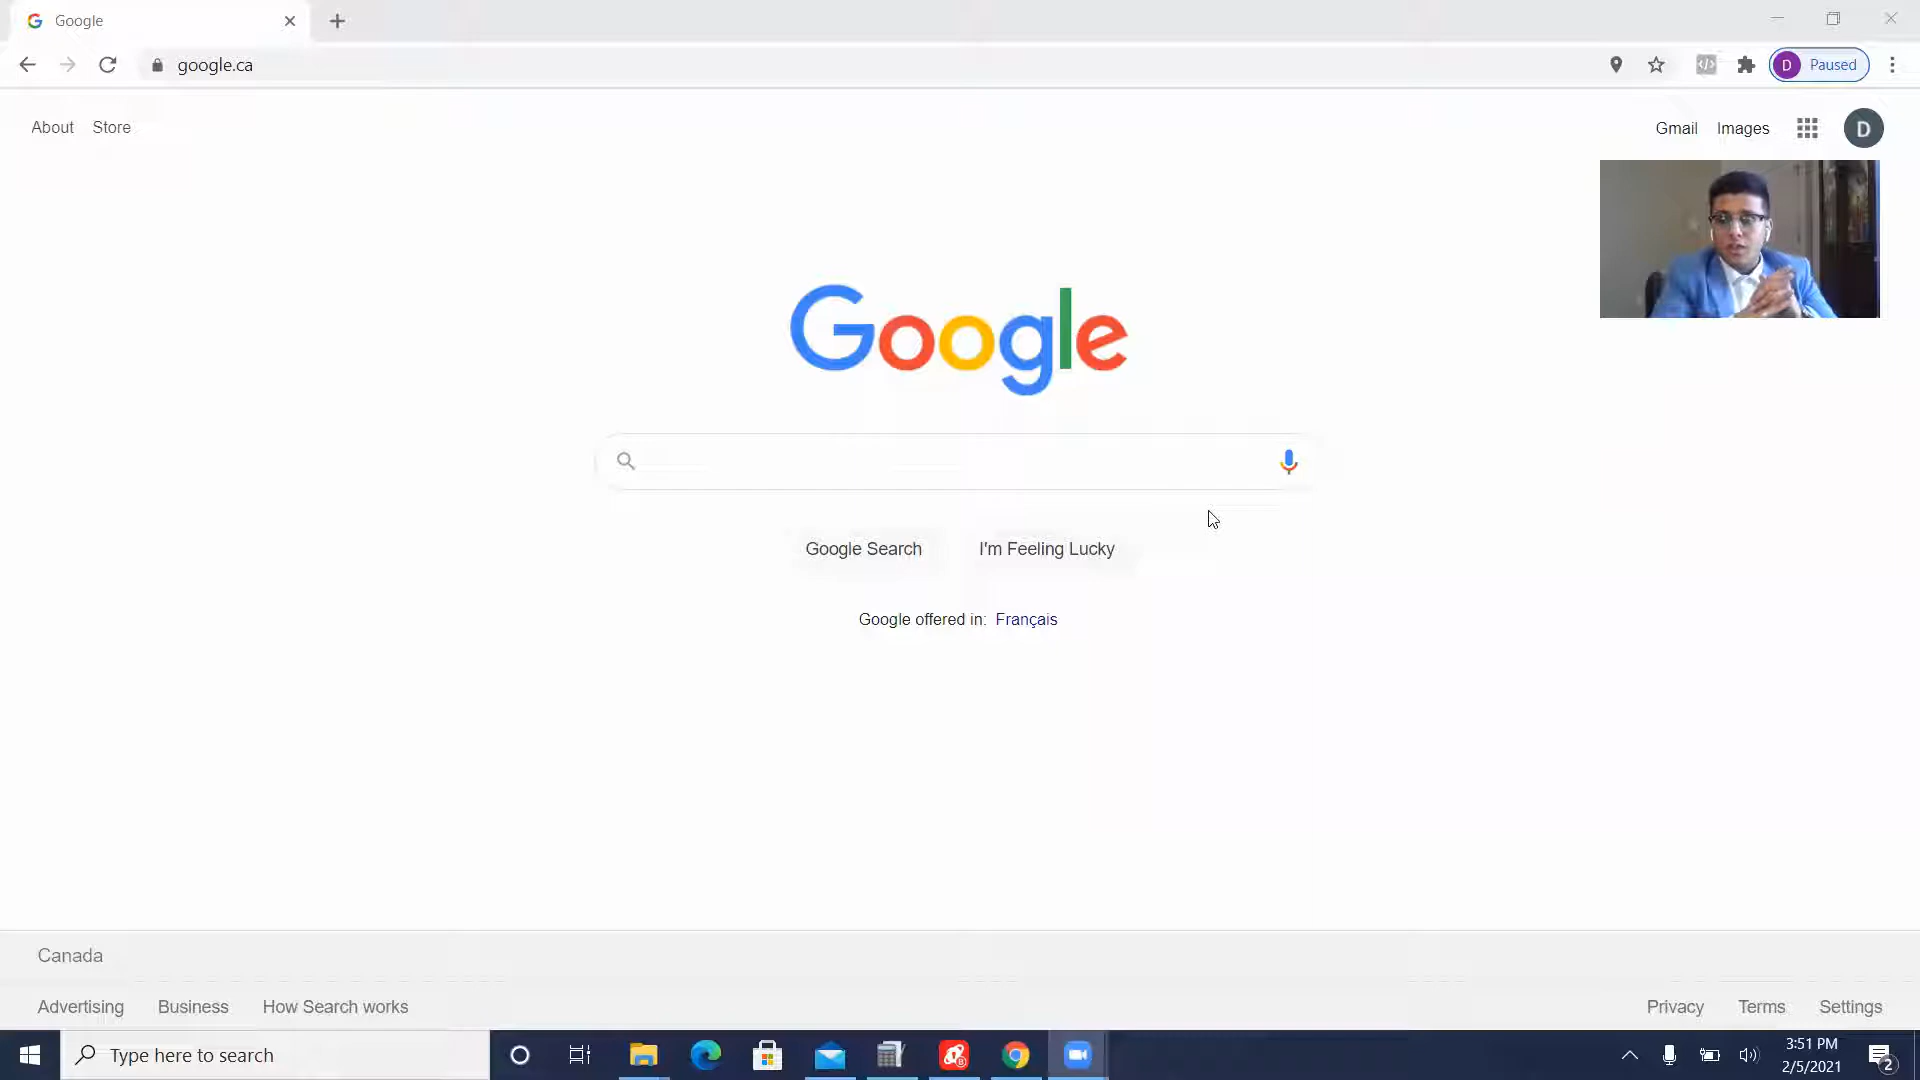 Google
google.ca
D Paused
About Store
Gmail Images D
Google
Google Search I'm Feeling Lucky
Google offered in: Français
Canada
Advertising Business How Search works
Privacy Terms Settings
Type here to search
3:51 PM
2/5/2021
2